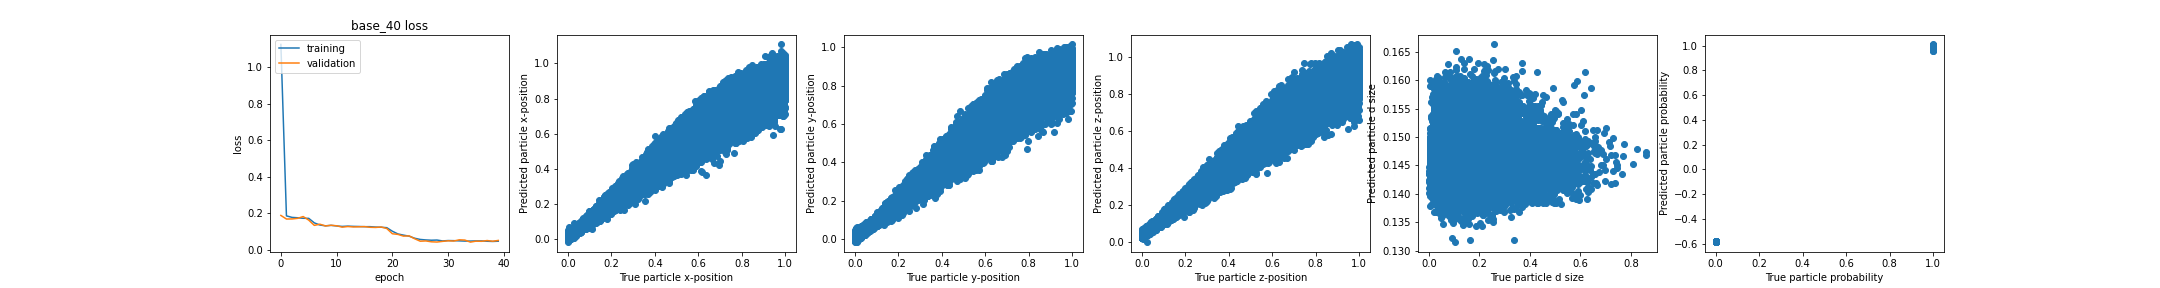 base_40 loss
training
validation
loss
1.0
0.8
0.6
0.4
0.2
0.0
0 10 20 30 40
epoch
Predicted particle x-position
1.0
0.8
0.6
0.4
0.2
0.0
0.0 0.2 0.4 0.6 0.8 1.0
True particle x-position
Predicted particle y-position
1.0
0.8
0.6
0.4
0.2
0.0
0.0 0.2 0.4 0.6 0.8 1.0
True particle y-position
Predicted particle z-position
1.0
0.8
0.6
0.4
0.2
0.0
0.0 0.2 0.4 0.6 0.8 1.0
True particle z-position
Predicted particle d size
0.165
0.160
0.155
0.150
0.145
0.140
0.135
0.130
0.0 0.2 0.4 0.6 0.8
True particle d size
Predicted particle probability
1.0
0.8
0.6
0.4
0.2
0.0
−0.2
−0.4
−0.6
0.0 0.2 0.4 0.6 0.8 1.0
True particle probability